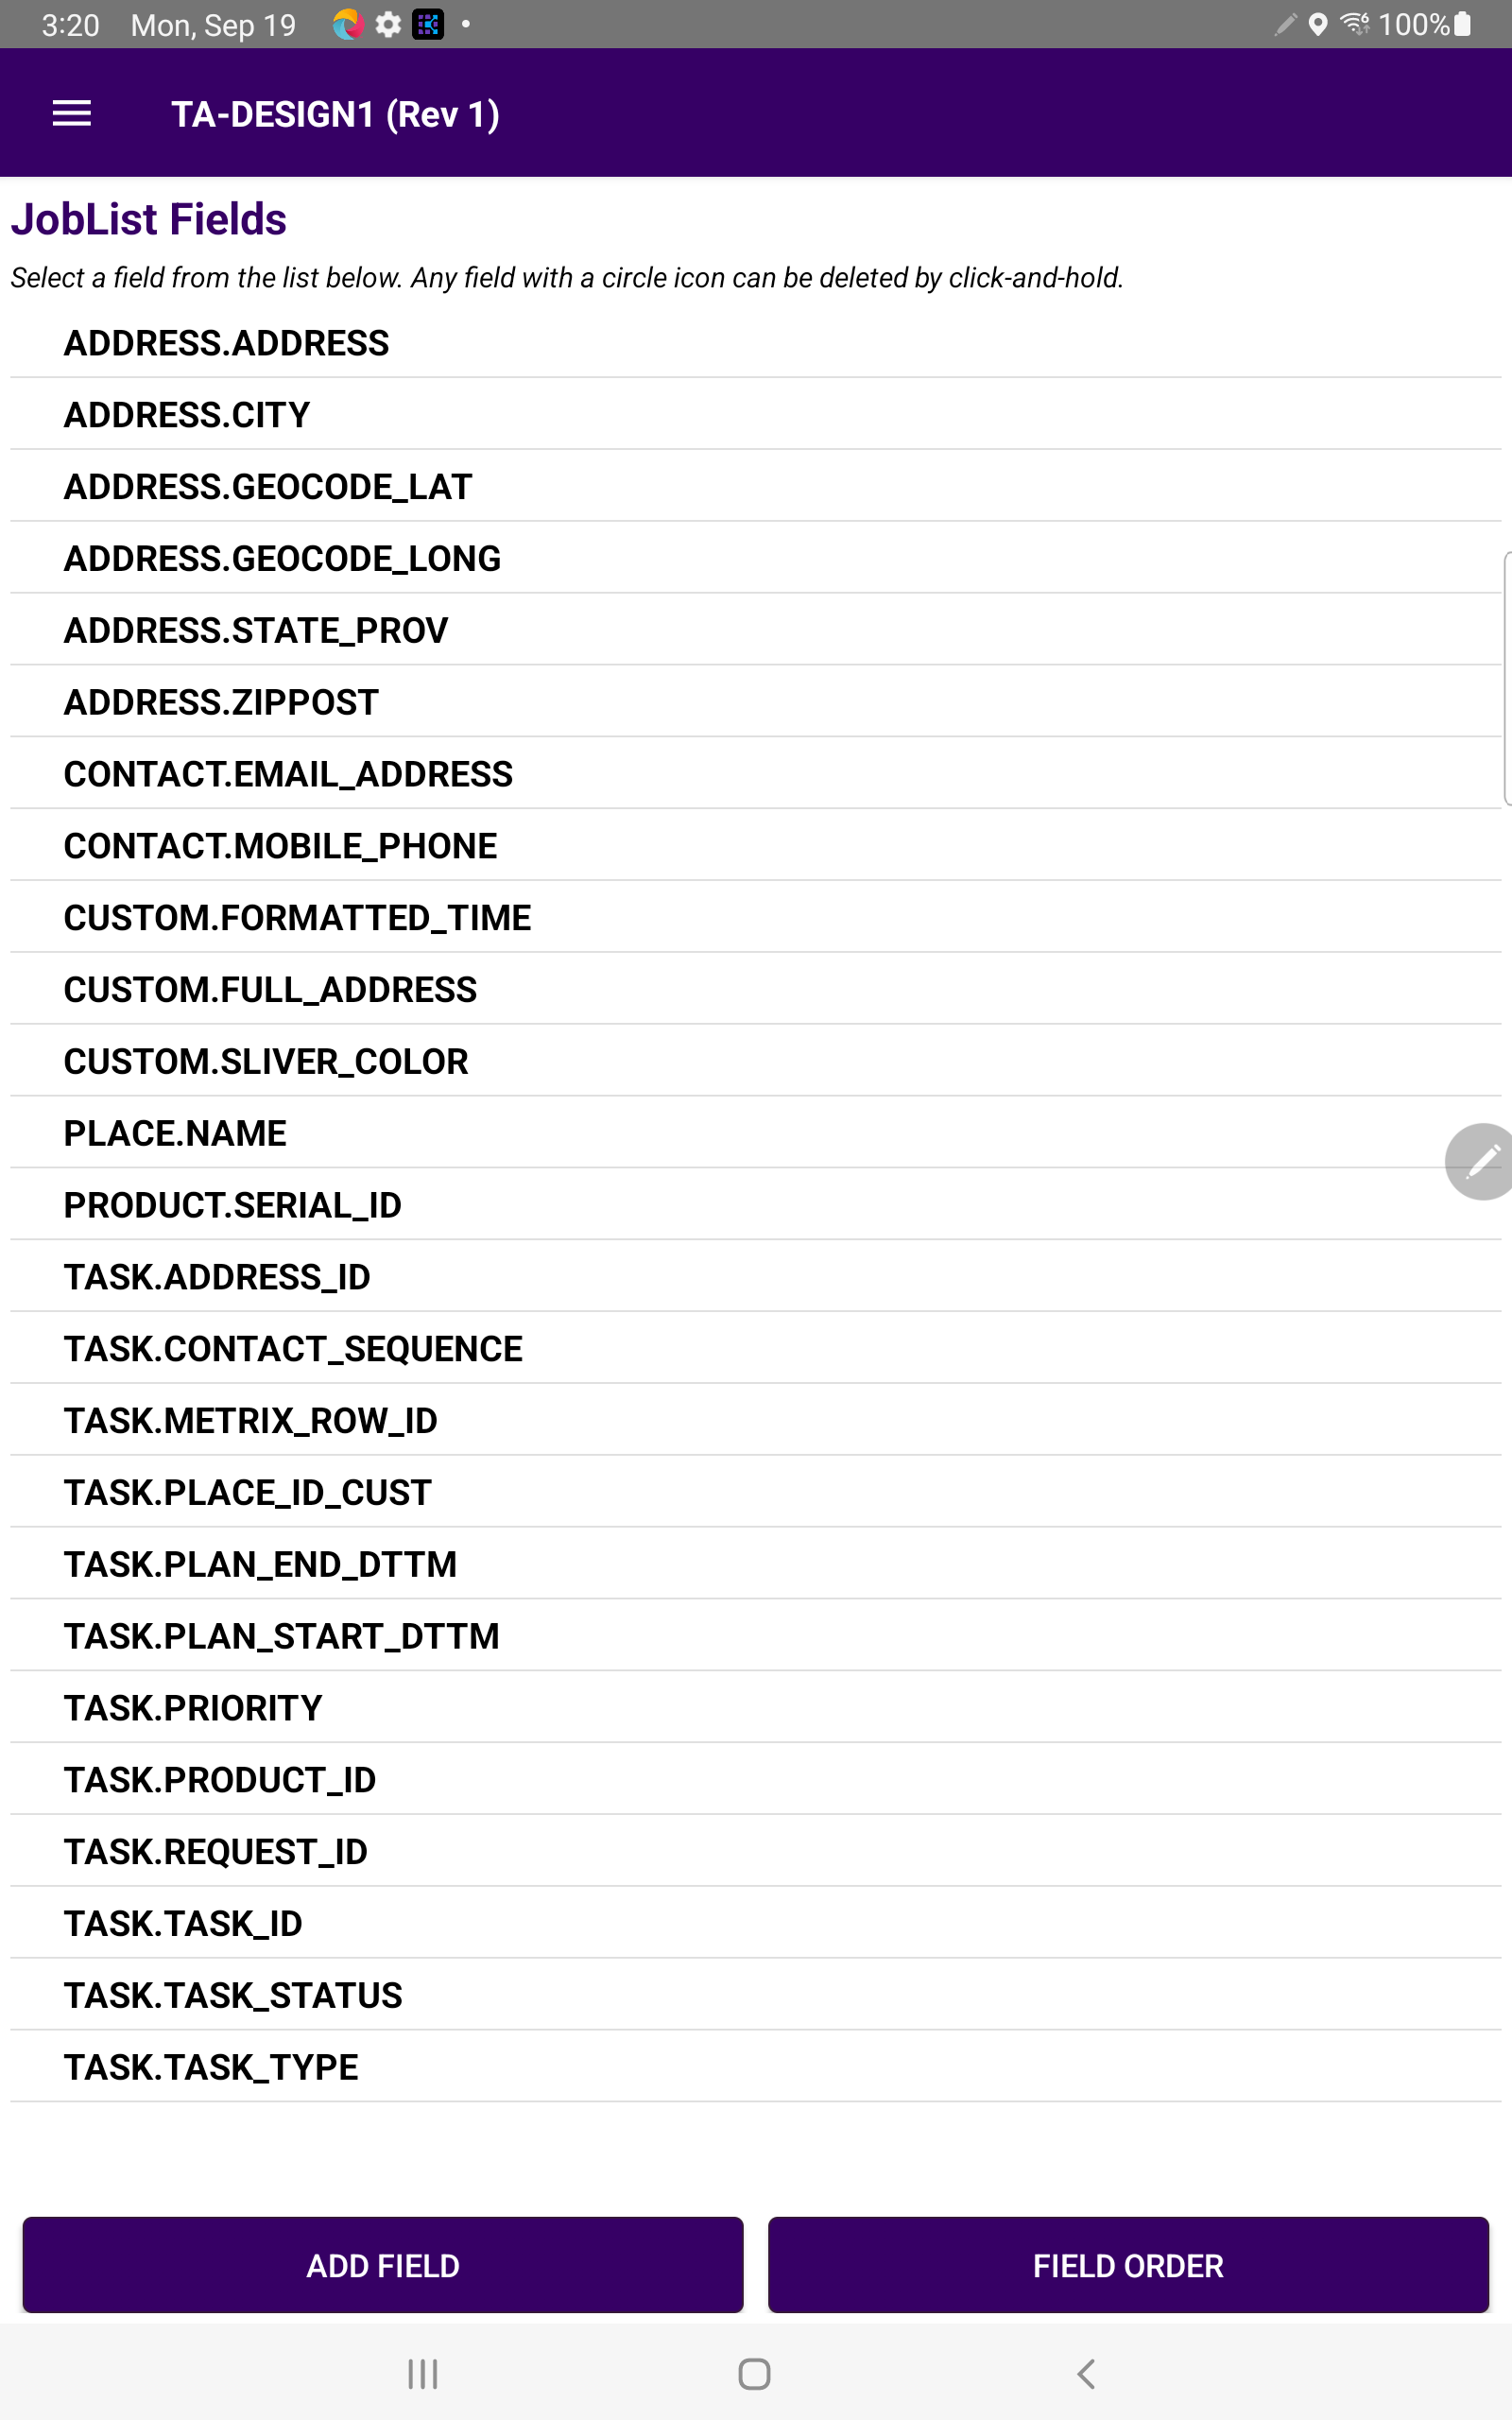 3:20 Mon, Sep 19 100%
TA-DESIGN1 (Rev 1)
JobList Fields
Select a field from the list below. Any field with a circle icon can be deleted by click-and-hold.
ADDRESS.ADDRESS
ADDRESS.CITY
ADDRESS.GEOCODE_LAT
ADDRESS.GEOCODE_LONG
ADDRESS.STATE_PROV
ADDRESS.ZIPPOST
CONTACT.EMAIL_ADDRESS
CONTACT.MOBILE_PHONE
CUSTOM.FORMATTED_TIME
CUSTOM.FULL_ADDRESS
CUSTOM.SLIVER_COLOR
PLACE.NAME
PRODUCT.SERIAL_ID
TASK.ADDRESS_ID
TASK.CONTACT_SEQUENCE
TASK.METRIX_ROW_ID
TASK.PLACE_ID_CUST
TASK.PLAN_END_DTTM
TASK.PLAN_START_DTTM
TASK.PRIORITY
TASK.PRODUCT_ID
TASK.REQUEST_ID
TASK.TASK_ID
TASK.TASK_STATUS
TASK.TASK_TYPE
ADD FIELD
FIELD ORDER